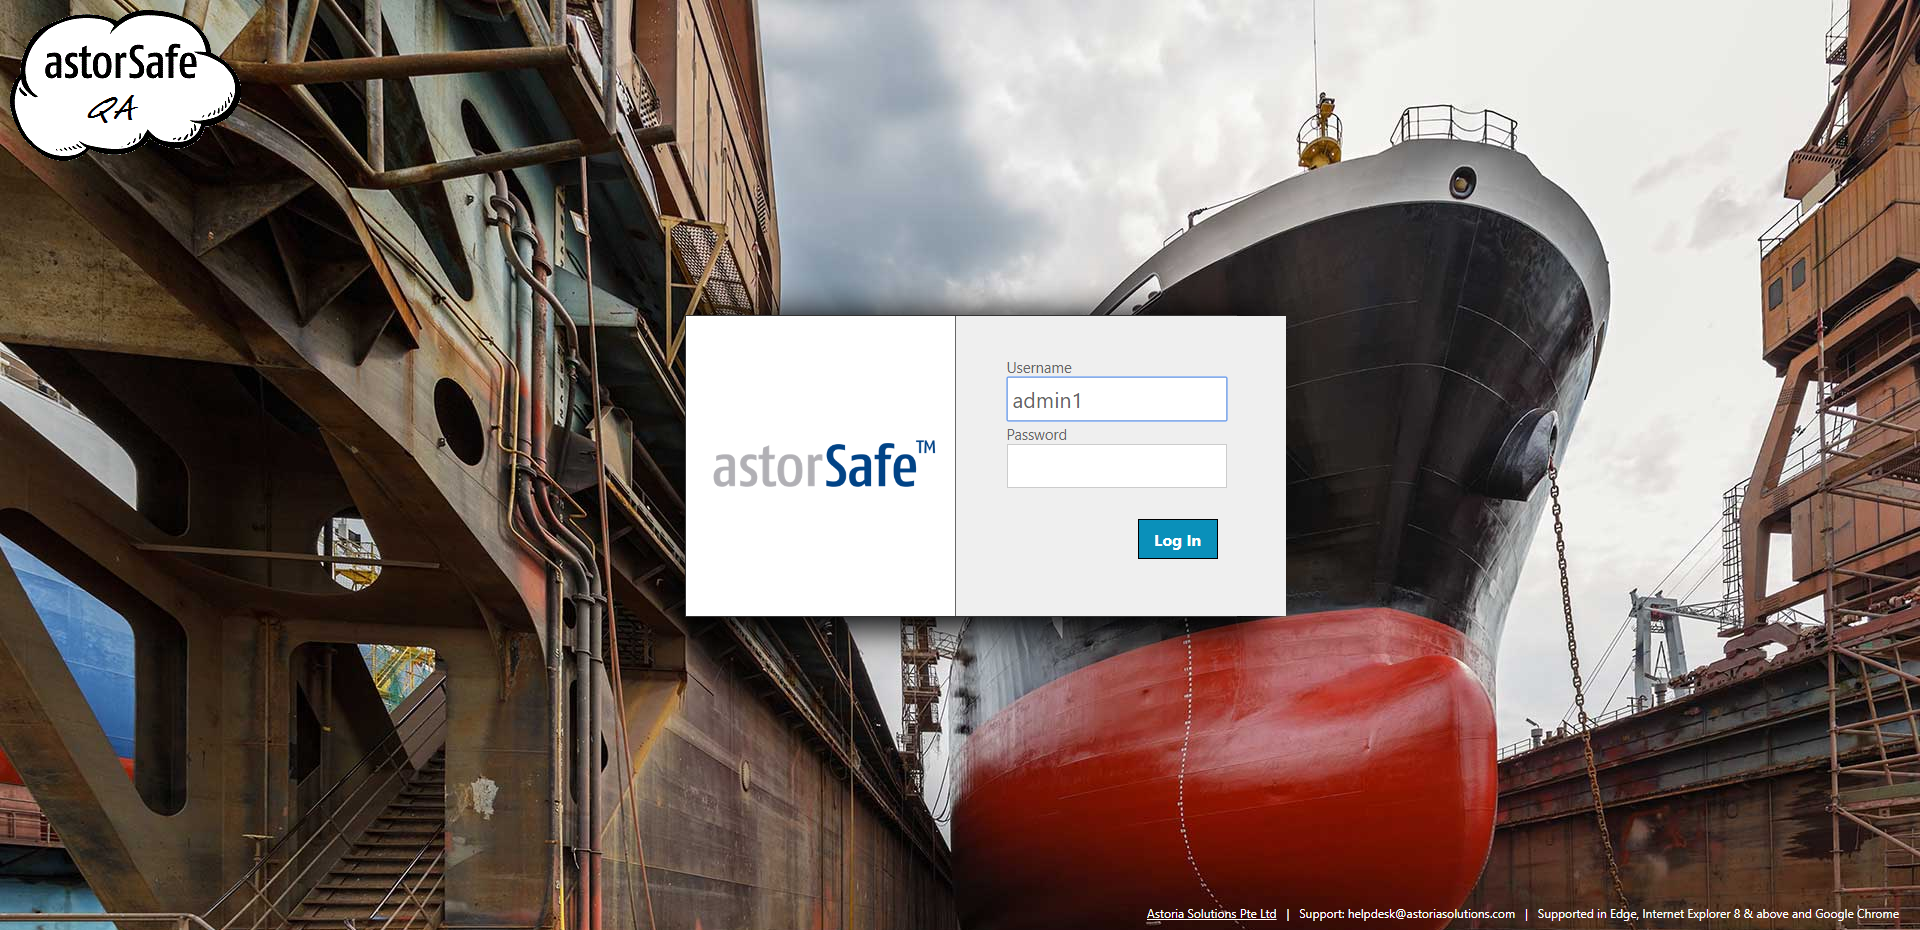 astorSafe
QA
astorSafe™
Username
admin1
Password
Log In
Astoria Solutions Pte Ltd | Support: helpdesk@astoriasolutions.com | Supported in Edge, Internet Explorer 8 & above and Google Chrome